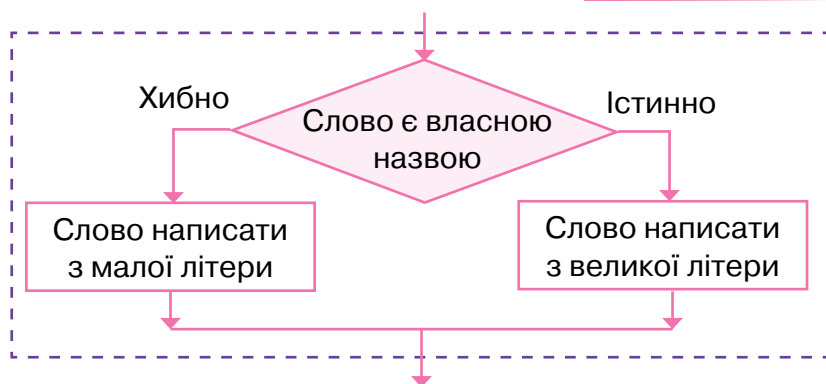 Хибно
Істинно
Слово є власною
назвою
Слово написати
з малої літери
Слово написати
з великої літери